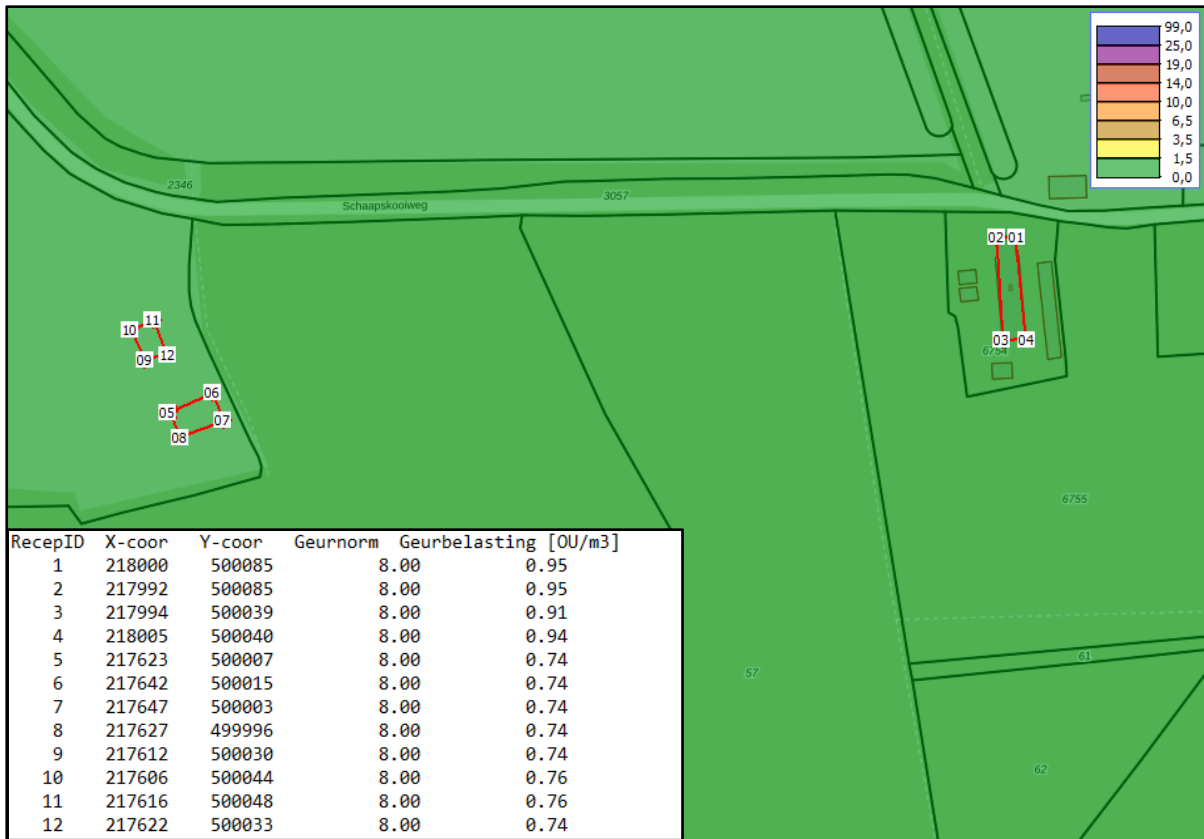 99,0
25,0
19,0
14,0
10,0
6,5
3,5
1,5
0,0
2346
3057
Schaapskooiweg
02 01
8
03 04
6754
11
10
12
09
06
05
07
08
6755
57
61
62
RecepID X-coor Y-coor Geurnorm Geurbelasting [OU/m3]
1 218000 500085 8.00 0.95
2 217992 500085 8.00 0.95
3 217994 500039 8.00 0.91
4 218005 500040 8.00 0.94
5 217623 500007 8.00 0.74
6 217642 500015 8.00 0.74
7 217647 500003 8.00 0.74
8 217627 499996 8.00 0.74
9 217612 500030 8.00 0.74
10 217606 500044 8.00 0.76
11 217616 500048 8.00 0.76
12 217622 500033 8.00 0.74